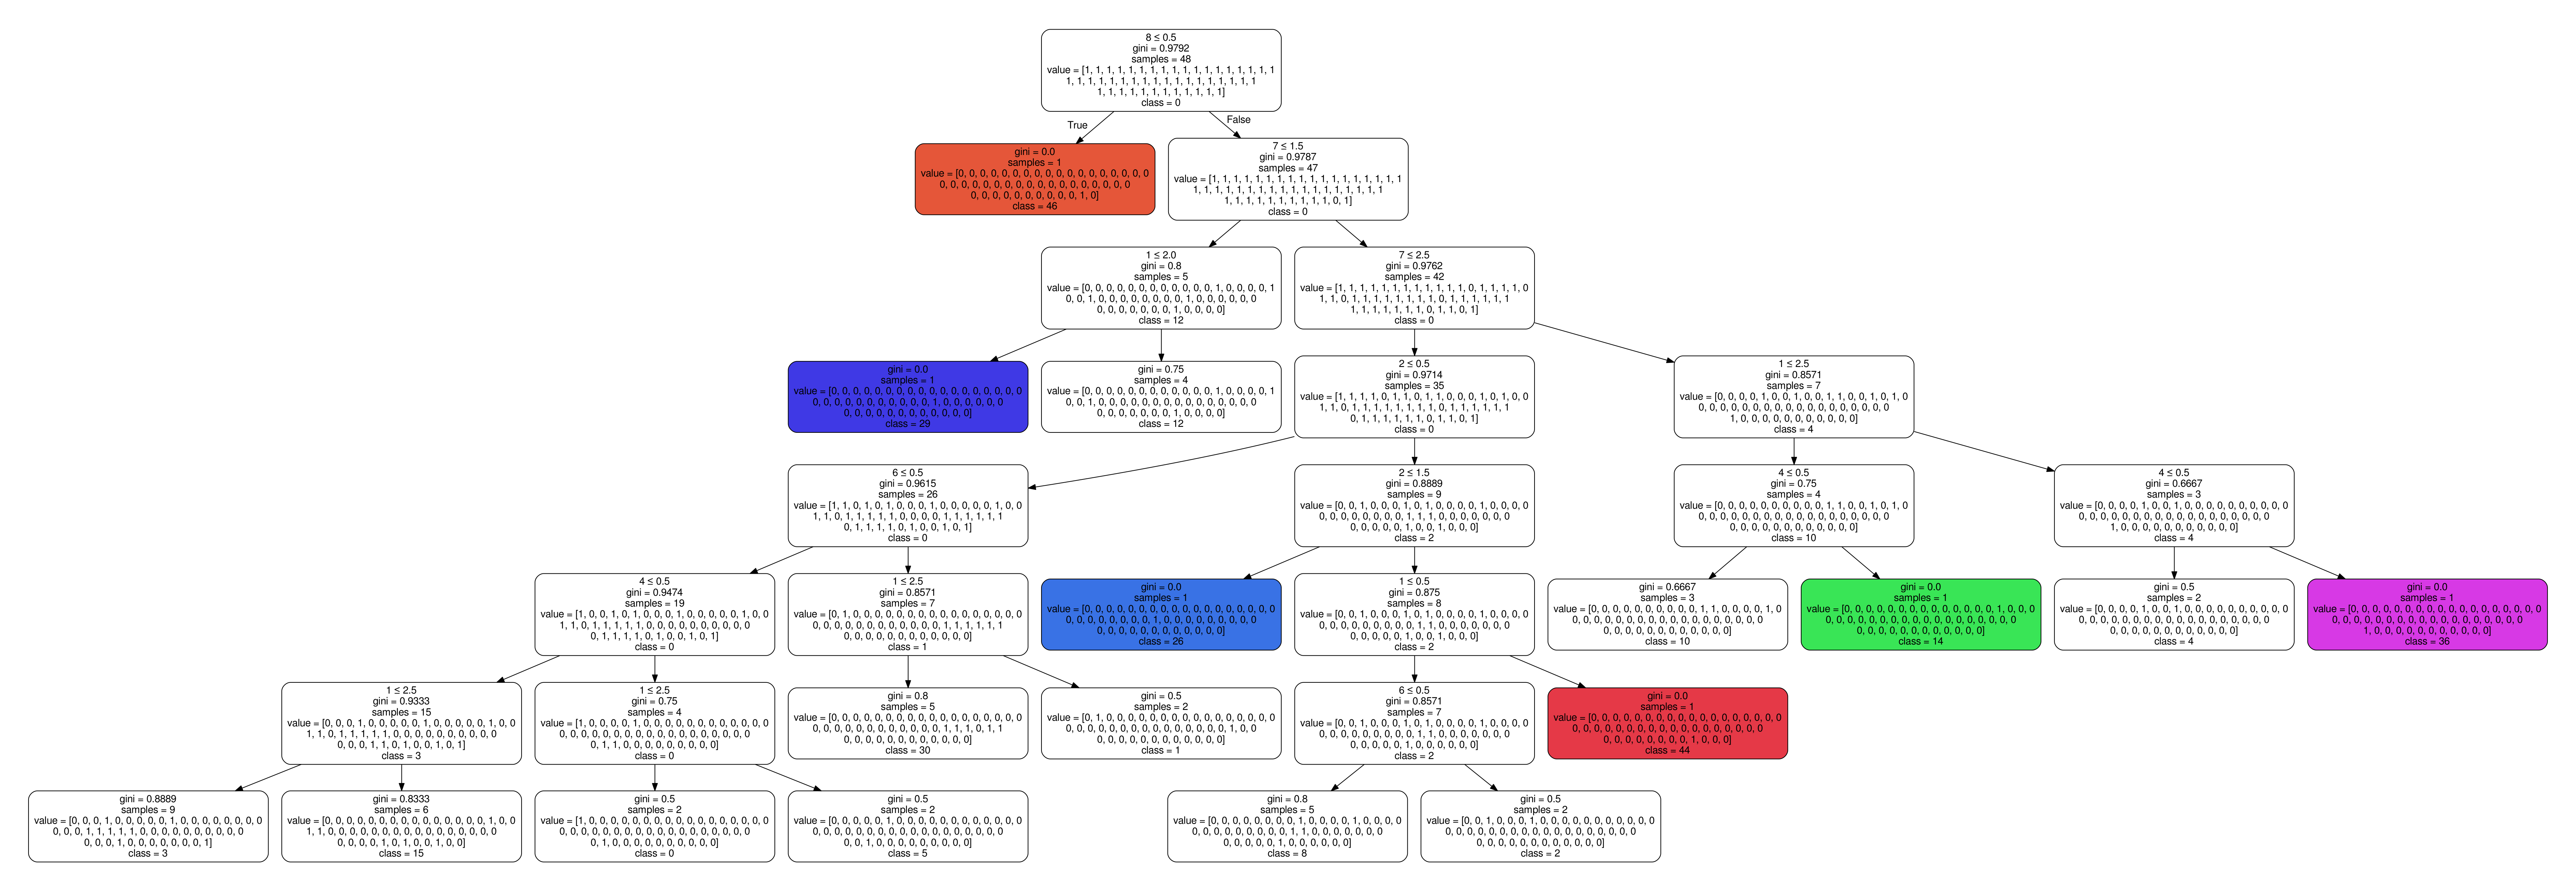 8 ≤ 0.5
gini = 0.9792
samples = 48
value = [1, 1, 1, 1, 1, 1, 1, 1, 1, 1, 1, 1, 1, 1, 1, 1, 1, 1
1, 1, 1, 1, 1, 1, 1, 1, 1, 1, 1, 1, 1, 1, 1, 1, 1, 1
1, 1, 1, 1, 1, 1, 1, 1, 1, 1, 1, 1]
class = 0
True
False
gini = 0.0
samples = 1
value = [0, 0, 0, 0, 0, 0, 0, 0, 0, 0, 0, 0, 0, 0, 0, 0, 0, 0
0, 0, 0, 0, 0, 0, 0, 0, 0, 0, 0, 0, 0, 0, 0, 0, 0, 0
0, 0, 0, 0, 0, 0, 0, 0, 0, 0, 1, 0]
class = 46
7 ≤ 1.5
gini = 0.9787
samples = 47
value = [1, 1, 1, 1, 1, 1, 1, 1, 1, 1, 1, 1, 1, 1, 1, 1, 1, 1
1, 1, 1, 1, 1, 1, 1, 1, 1, 1, 1, 1, 1, 1, 1, 1, 1, 1
1, 1, 1, 1, 1, 1, 1, 1, 1, 1, 0, 1]
class = 0
1 ≤ 2.0
gini = 0.8
samples = 5
value = [0, 0, 0, 0, 0, 0, 0, 0, 0, 0, 0, 0, 1, 0, 0, 0, 0, 1
0, 0, 1, 0, 0, 0, 0, 0, 0, 0, 0, 1, 0, 0, 0, 0, 0, 0
0, 0, 0, 0, 0, 0, 0, 1, 0, 0, 0, 0]
class = 12
7 ≤ 2.5
gini = 0.9762
samples = 42
value = [1, 1, 1, 1, 1, 1, 1, 1, 1, 1, 1, 1, 0, 1, 1, 1, 1, 0
1, 1, 0, 1, 1, 1, 1, 1, 1, 1, 1, 0, 1, 1, 1, 1, 1, 1
1, 1, 1, 1, 1, 1, 1, 0, 1, 1, 0, 1]
class = 0
gini = 0.0
samples = 1
value = [0, 0, 0, 0, 0, 0, 0, 0, 0, 0, 0, 0, 0, 0, 0, 0, 0, 0
0, 0, 0, 0, 0, 0, 0, 0, 0, 0, 0, 1, 0, 0, 0, 0, 0, 0
0, 0, 0, 0, 0, 0, 0, 0, 0, 0, 0, 0]
class = 29
gini = 0.75
samples = 4
value = [0, 0, 0, 0, 0, 0, 0, 0, 0, 0, 0, 0, 1, 0, 0, 0, 0, 1
0, 0, 1, 0, 0, 0, 0, 0, 0, 0, 0, 0, 0, 0, 0, 0, 0, 0
0, 0, 0, 0, 0, 0, 0, 1, 0, 0, 0, 0]
class = 12
2 ≤ 0.5
gini = 0.9714
samples = 35
value = [1, 1, 1, 1, 0, 1, 1, 0, 1, 1, 0, 0, 0, 1, 0, 1, 0, 0
1, 1, 0, 1, 1, 1, 1, 1, 1, 1, 1, 0, 1, 1, 1, 1, 1, 1
0, 1, 1, 1, 1, 1, 1, 0, 1, 1, 0, 1]
class = 0
1 ≤ 2.5
gini = 0.8571
samples = 7
value = [0, 0, 0, 0, 1, 0, 0, 1, 0, 0, 1, 1, 0, 0, 1, 0, 1, 0
0, 0, 0, 0, 0, 0, 0, 0, 0, 0, 0, 0, 0, 0, 0, 0, 0, 0
1, 0, 0, 0, 0, 0, 0, 0, 0, 0, 0, 0]
class = 4
6 ≤ 0.5
gini = 0.9615
samples = 26
value = [1, 1, 0, 1, 0, 1, 0, 0, 0, 1, 0, 0, 0, 0, 0, 1, 0, 0
1, 1, 0, 1, 1, 1, 1, 1, 0, 0, 0, 0, 1, 1, 1, 1, 1, 1
0, 1, 1, 1, 1, 0, 1, 0, 0, 1, 0, 1]
class = 0
2 ≤ 1.5
gini = 0.8889
samples = 9
value = [0, 0, 1, 0, 0, 0, 1, 0, 1, 0, 0, 0, 0, 1, 0, 0, 0, 0
0, 0, 0, 0, 0, 0, 0, 0, 1, 1, 1, 0, 0, 0, 0, 0, 0, 0
0, 0, 0, 0, 0, 1, 0, 0, 1, 0, 0, 0]
class = 2
4 ≤ 0.5
gini = 0.75
samples = 4
value = [0, 0, 0, 0, 0, 0, 0, 0, 0, 0, 1, 1, 0, 0, 1, 0, 1, 0
0, 0, 0, 0, 0, 0, 0, 0, 0, 0, 0, 0, 0, 0, 0, 0, 0, 0
0, 0, 0, 0, 0, 0, 0, 0, 0, 0, 0, 0]
class = 10
4 ≤ 0.5
gini = 0.6667
samples = 3
value = [0, 0, 0, 0, 1, 0, 0, 1, 0, 0, 0, 0, 0, 0, 0, 0, 0, 0
0, 0, 0, 0, 0, 0, 0, 0, 0, 0, 0, 0, 0, 0, 0, 0, 0, 0
1, 0, 0, 0, 0, 0, 0, 0, 0, 0, 0, 0]
class = 4
4 ≤ 0.5
gini = 0.9474
samples = 19
value = [1, 0, 0, 1, 0, 1, 0, 0, 0, 1, 0, 0, 0, 0, 0, 1, 0, 0
1, 1, 0, 1, 1, 1, 1, 1, 0, 0, 0, 0, 0, 0, 0, 0, 0, 0
0, 1, 1, 1, 1, 0, 1, 0, 0, 1, 0, 1]
class = 0
1 ≤ 2.5
gini = 0.8571
samples = 7
value = [0, 1, 0, 0, 0, 0, 0, 0, 0, 0, 0, 0, 0, 0, 0, 0, 0, 0
0, 0, 0, 0, 0, 0, 0, 0, 0, 0, 0, 0, 1, 1, 1, 1, 1, 1
0, 0, 0, 0, 0, 0, 0, 0, 0, 0, 0, 0]
class = 1
gini = 0.0
samples = 1
value = [0, 0, 0, 0, 0, 0, 0, 0, 0, 0, 0, 0, 0, 0, 0, 0, 0, 0
0, 0, 0, 0, 0, 0, 0, 0, 1, 0, 0, 0, 0, 0, 0, 0, 0, 0
0, 0, 0, 0, 0, 0, 0, 0, 0, 0, 0, 0]
class = 26
1 ≤ 0.5
gini = 0.875
samples = 8
value = [0, 0, 1, 0, 0, 0, 1, 0, 1, 0, 0, 0, 0, 1, 0, 0, 0, 0
0, 0, 0, 0, 0, 0, 0, 0, 0, 1, 1, 0, 0, 0, 0, 0, 0, 0
0, 0, 0, 0, 0, 1, 0, 0, 1, 0, 0, 0]
class = 2
gini = 0.6667
samples = 3
value = [0, 0, 0, 0, 0, 0, 0, 0, 0, 0, 1, 1, 0, 0, 0, 0, 1, 0
0, 0, 0, 0, 0, 0, 0, 0, 0, 0, 0, 0, 0, 0, 0, 0, 0, 0
0, 0, 0, 0, 0, 0, 0, 0, 0, 0, 0, 0]
class = 10
gini = 0.0
samples = 1
value = [0, 0, 0, 0, 0, 0, 0, 0, 0, 0, 0, 0, 0, 0, 1, 0, 0, 0
0, 0, 0, 0, 0, 0, 0, 0, 0, 0, 0, 0, 0, 0, 0, 0, 0, 0
0, 0, 0, 0, 0, 0, 0, 0, 0, 0, 0, 0]
class = 14
gini = 0.5
samples = 2
value = [0, 0, 0, 0, 1, 0, 0, 1, 0, 0, 0, 0, 0, 0, 0, 0, 0, 0
0, 0, 0, 0, 0, 0, 0, 0, 0, 0, 0, 0, 0, 0, 0, 0, 0, 0
0, 0, 0, 0, 0, 0, 0, 0, 0, 0, 0, 0]
class = 4
gini = 0.0
samples = 1
value = [0, 0, 0, 0, 0, 0, 0, 0, 0, 0, 0, 0, 0, 0, 0, 0, 0, 0
0, 0, 0, 0, 0, 0, 0, 0, 0, 0, 0, 0, 0, 0, 0, 0, 0, 0
1, 0, 0, 0, 0, 0, 0, 0, 0, 0, 0, 0]
class = 36
1 ≤ 2.5
gini = 0.9333
samples = 15
value = [0, 0, 0, 1, 0, 0, 0, 0, 0, 1, 0, 0, 0, 0, 0, 1, 0, 0
1, 1, 0, 1, 1, 1, 1, 1, 0, 0, 0, 0, 0, 0, 0, 0, 0, 0
0, 0, 0, 1, 1, 0, 1, 0, 0, 1, 0, 1]
class = 3
1 ≤ 2.5
gini = 0.75
samples = 4
value = [1, 0, 0, 0, 0, 1, 0, 0, 0, 0, 0, 0, 0, 0, 0, 0, 0, 0
0, 0, 0, 0, 0, 0, 0, 0, 0, 0, 0, 0, 0, 0, 0, 0, 0, 0
0, 1, 1, 0, 0, 0, 0, 0, 0, 0, 0, 0]
class = 0
gini = 0.8
samples = 5
value = [0, 0, 0, 0, 0, 0, 0, 0, 0, 0, 0, 0, 0, 0, 0, 0, 0, 0
0, 0, 0, 0, 0, 0, 0, 0, 0, 0, 0, 0, 1, 1, 1, 0, 1, 1
0, 0, 0, 0, 0, 0, 0, 0, 0, 0, 0, 0]
class = 30
gini = 0.5
samples = 2
value = [0, 1, 0, 0, 0, 0, 0, 0, 0, 0, 0, 0, 0, 0, 0, 0, 0, 0
0, 0, 0, 0, 0, 0, 0, 0, 0, 0, 0, 0, 0, 0, 0, 1, 0, 0
0, 0, 0, 0, 0, 0, 0, 0, 0, 0, 0, 0]
class = 1
6 ≤ 0.5
gini = 0.8571
samples = 7
value = [0, 0, 1, 0, 0, 0, 1, 0, 1, 0, 0, 0, 0, 1, 0, 0, 0, 0
0, 0, 0, 0, 0, 0, 0, 0, 0, 1, 1, 0, 0, 0, 0, 0, 0, 0
0, 0, 0, 0, 0, 1, 0, 0, 0, 0, 0, 0]
class = 2
gini = 0.0
samples = 1
value = [0, 0, 0, 0, 0, 0, 0, 0, 0, 0, 0, 0, 0, 0, 0, 0, 0, 0
0, 0, 0, 0, 0, 0, 0, 0, 0, 0, 0, 0, 0, 0, 0, 0, 0, 0
0, 0, 0, 0, 0, 0, 0, 0, 1, 0, 0, 0]
class = 44
gini = 0.8889
samples = 9
value = [0, 0, 0, 1, 0, 0, 0, 0, 0, 1, 0, 0, 0, 0, 0, 0, 0, 0
0, 0, 0, 1, 1, 1, 1, 1, 0, 0, 0, 0, 0, 0, 0, 0, 0, 0
0, 0, 0, 1, 0, 0, 0, 0, 0, 0, 0, 1]
class = 3
gini = 0.8333
samples = 6
value = [0, 0, 0, 0, 0, 0, 0, 0, 0, 0, 0, 0, 0, 0, 0, 1, 0, 0
1, 1, 0, 0, 0, 0, 0, 0, 0, 0, 0, 0, 0, 0, 0, 0, 0, 0
0, 0, 0, 0, 1, 0, 1, 0, 0, 1, 0, 0]
class = 15
gini = 0.5
samples = 2
value = [1, 0, 0, 0, 0, 0, 0, 0, 0, 0, 0, 0, 0, 0, 0, 0, 0, 0
0, 0, 0, 0, 0, 0, 0, 0, 0, 0, 0, 0, 0, 0, 0, 0, 0, 0
0, 1, 0, 0, 0, 0, 0, 0, 0, 0, 0, 0]
class = 0
gini = 0.5
samples = 2
value = [0, 0, 0, 0, 0, 1, 0, 0, 0, 0, 0, 0, 0, 0, 0, 0, 0, 0
0, 0, 0, 0, 0, 0, 0, 0, 0, 0, 0, 0, 0, 0, 0, 0, 0, 0
0, 0, 1, 0, 0, 0, 0, 0, 0, 0, 0, 0]
class = 5
gini = 0.8
samples = 5
value = [0, 0, 0, 0, 0, 0, 0, 0, 1, 0, 0, 0, 0, 1, 0, 0, 0, 0
0, 0, 0, 0, 0, 0, 0, 0, 0, 1, 1, 0, 0, 0, 0, 0, 0, 0
0, 0, 0, 0, 0, 1, 0, 0, 0, 0, 0, 0]
class = 8
gini = 0.5
samples = 2
value = [0, 0, 1, 0, 0, 0, 1, 0, 0, 0, 0, 0, 0, 0, 0, 0, 0, 0
0, 0, 0, 0, 0, 0, 0, 0, 0, 0, 0, 0, 0, 0, 0, 0, 0, 0
0, 0, 0, 0, 0, 0, 0, 0, 0, 0, 0, 0]
class = 2